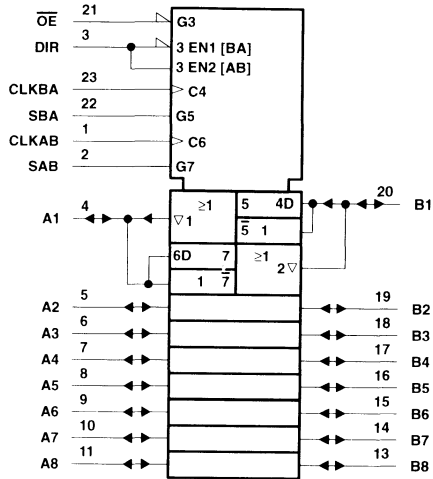 O̅E̅ 21 G3
DIR 3 3 EN1 [BA]
3 EN2 [AB]
CLKBA 23 C4
SBA 22 G5
CLKAB 1 C6
SAB 2 G7
A1 4 ≥1 5 4D 20 B1
▽1 5̅ 1
6D 7 ≥1
1 7̅ 2▽
A2 5 19 B2
A3 6 18 B3
A4 7 17 B4
A5 8 16 B5
A6 9 15 B6
A7 10 14 B7
A8 11 13 B8